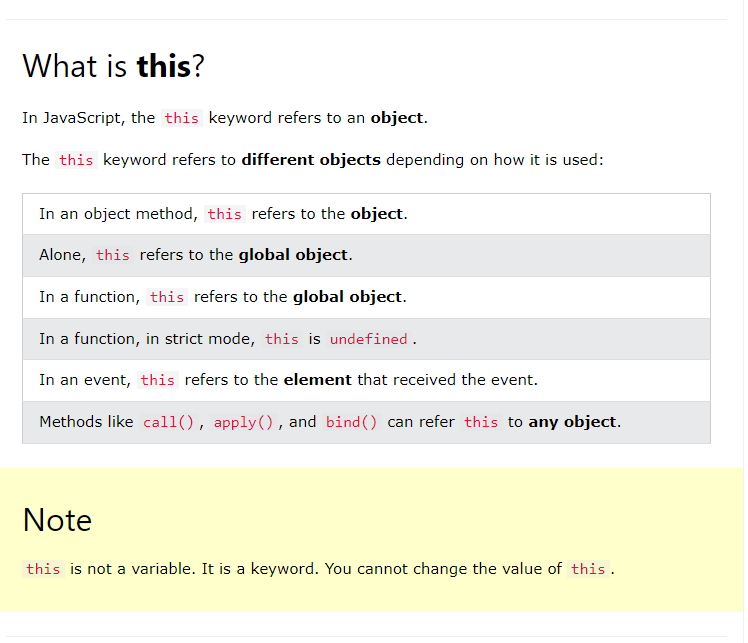 What is this?
In JavaScript, the this keyword refers to an object.
The this keyword refers to different objects depending on how it is used:
In an object method, this refers to the object.
Alone, this refers to the global object.
In a function, this refers to the global object.
In a function, in strict mode, this is undefined.
In an event, this refers to the element that received the event.
Methods like call(), apply(), and bind() can refer this to any object.
Note
this is not a variable. It is a keyword. You cannot change the value of this.